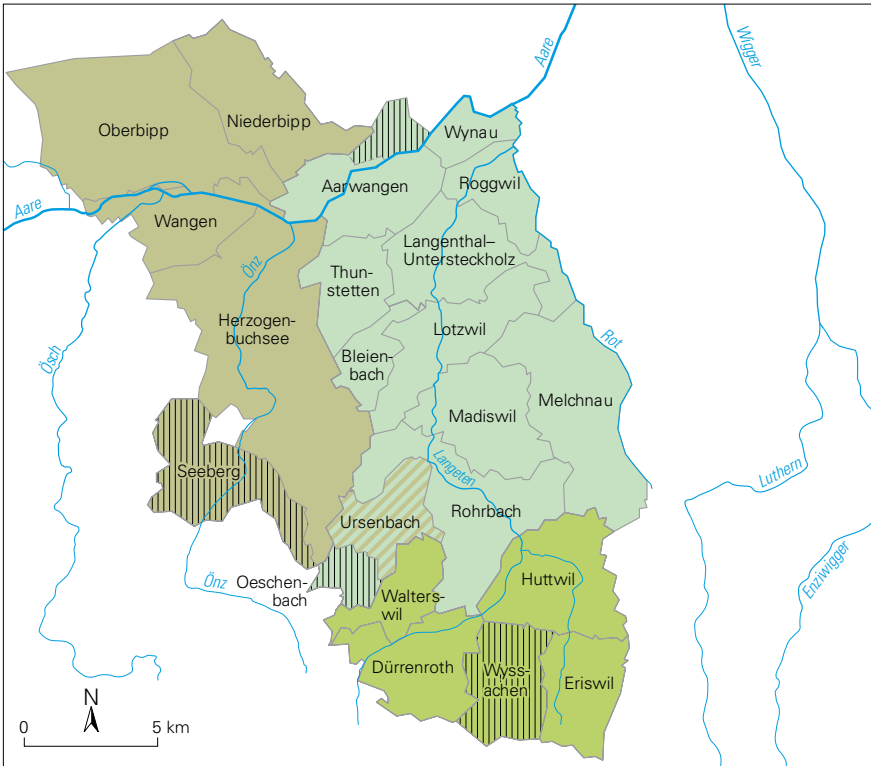 Aare
Wigger
Oberbipp
Niederbipp
Wynau
Aarwangen
Roggwil
Aare
Wangen
Langenthal–
Untersteckholz
Önz
Thun-
stetten
Herzogen-
buchsee
Lotzwil
Rot
Ösch
Bleien-
bach
Melchnau
Madiswil
Seeberg
Langeten
Luthern
Rohrbach
Ursenbach
Önz
Oeschen-
bach
Huttwil
Walters-
wil
Enziwigger
Dürrenroth
Wyss-
achen
Eriswil
N
0 5 km